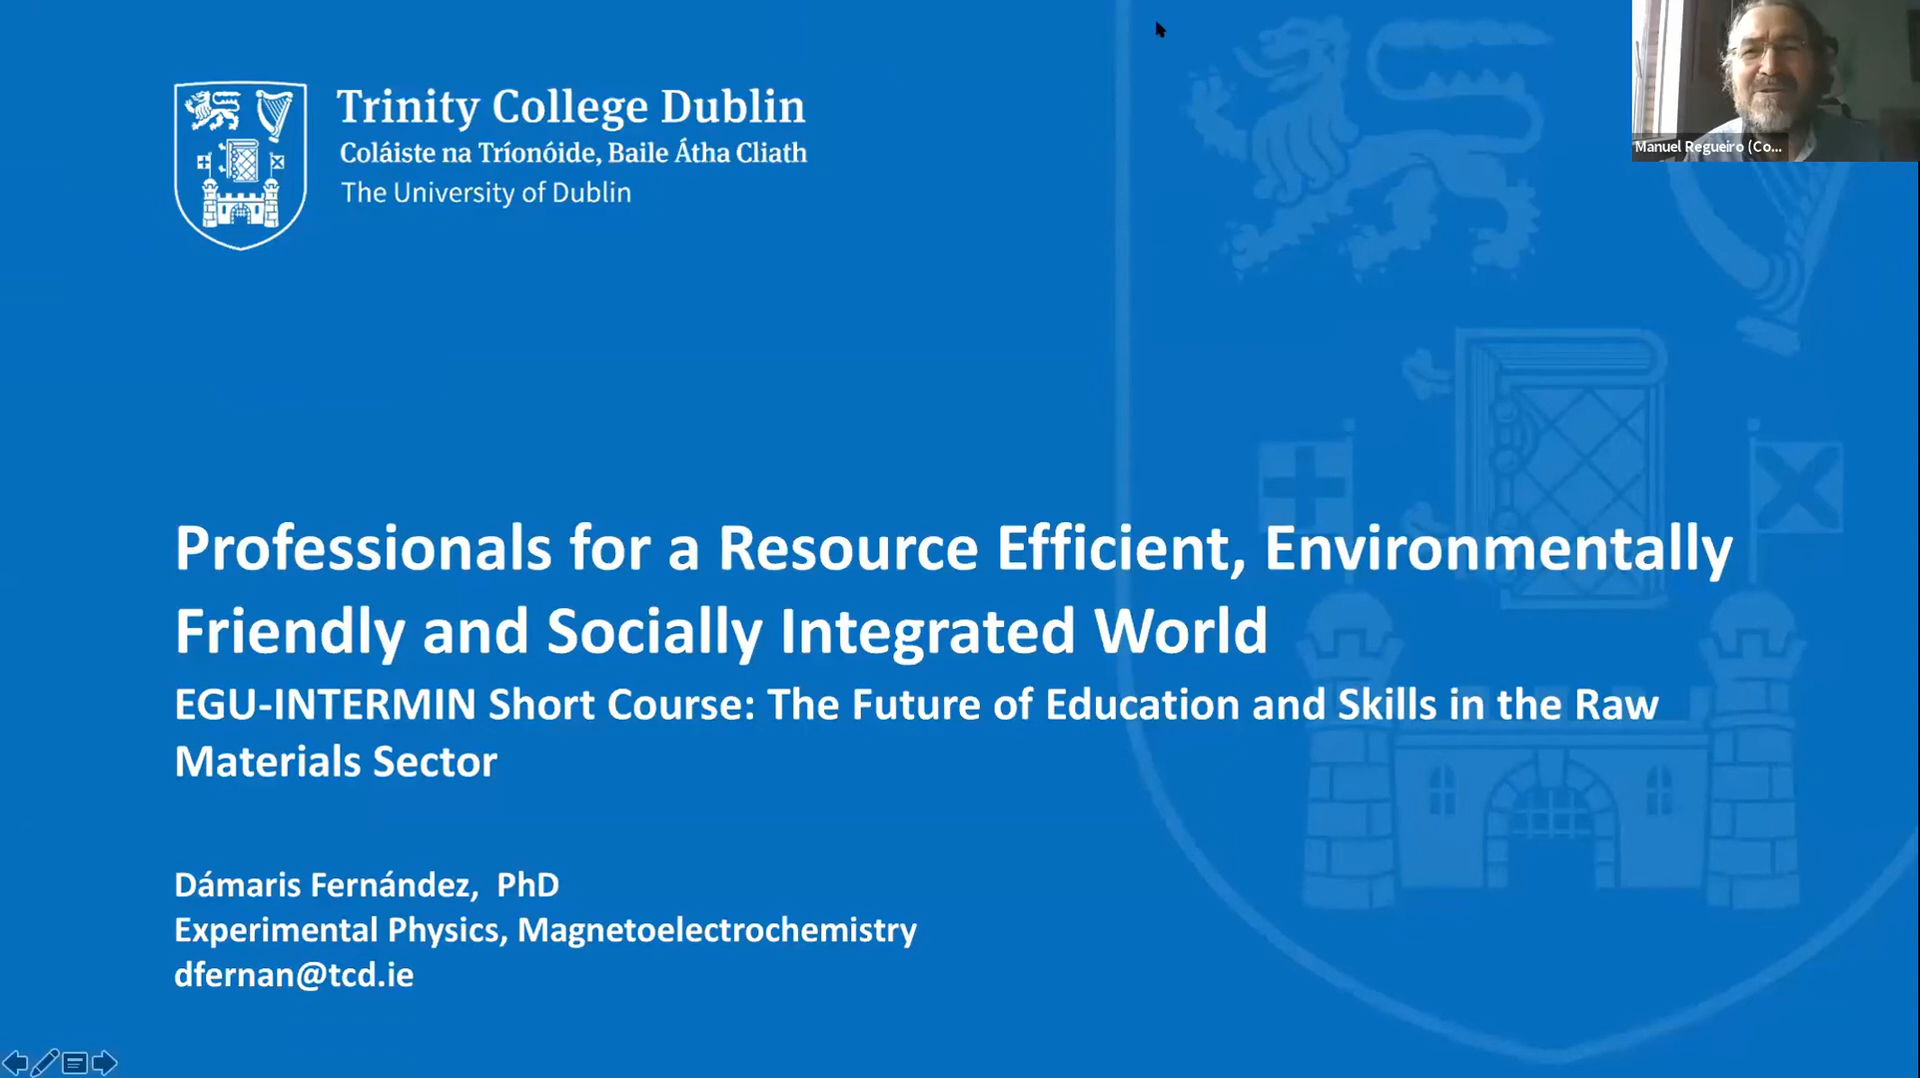 Trinity College Dublin
Coláiste na Tríonóide, Baile Átha Cliath
The University of Dublin
Manuel Regueiro (Co...
Professionals for a Resource Efficient, Environmentally
Friendly and Socially Integrated World
EGU-INTERMIN Short Course: The Future of Education and Skills in the Raw
Materials Sector
Dámaris Fernández, PhD
Experimental Physics, Magnetoelectrochemistry
dfernan@tcd.ie